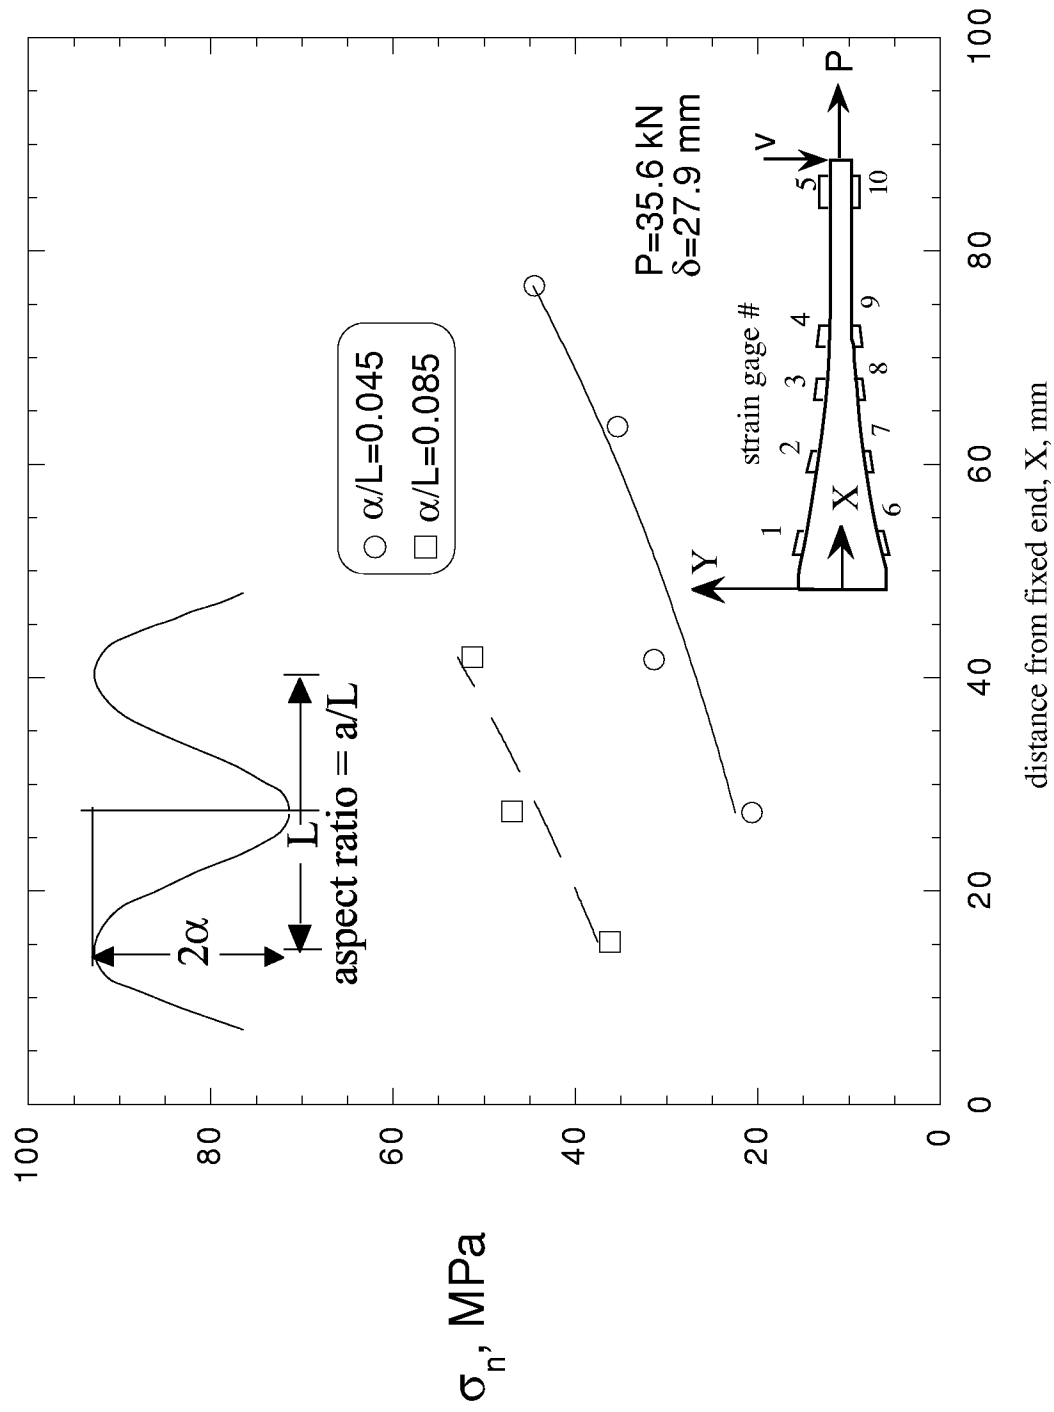 100
80
60
40
20
0
σn, MPa
0
20
40
60
80
100
distance from fixed end, X, mm
2α
L
aspect ratio = a/L
α/L=0.045
α/L=0.085
P=35.6 kN
δ=27.9 mm
strain gage #
Y
X
1
2
3
4
5
6
7
8
9
10
V
P